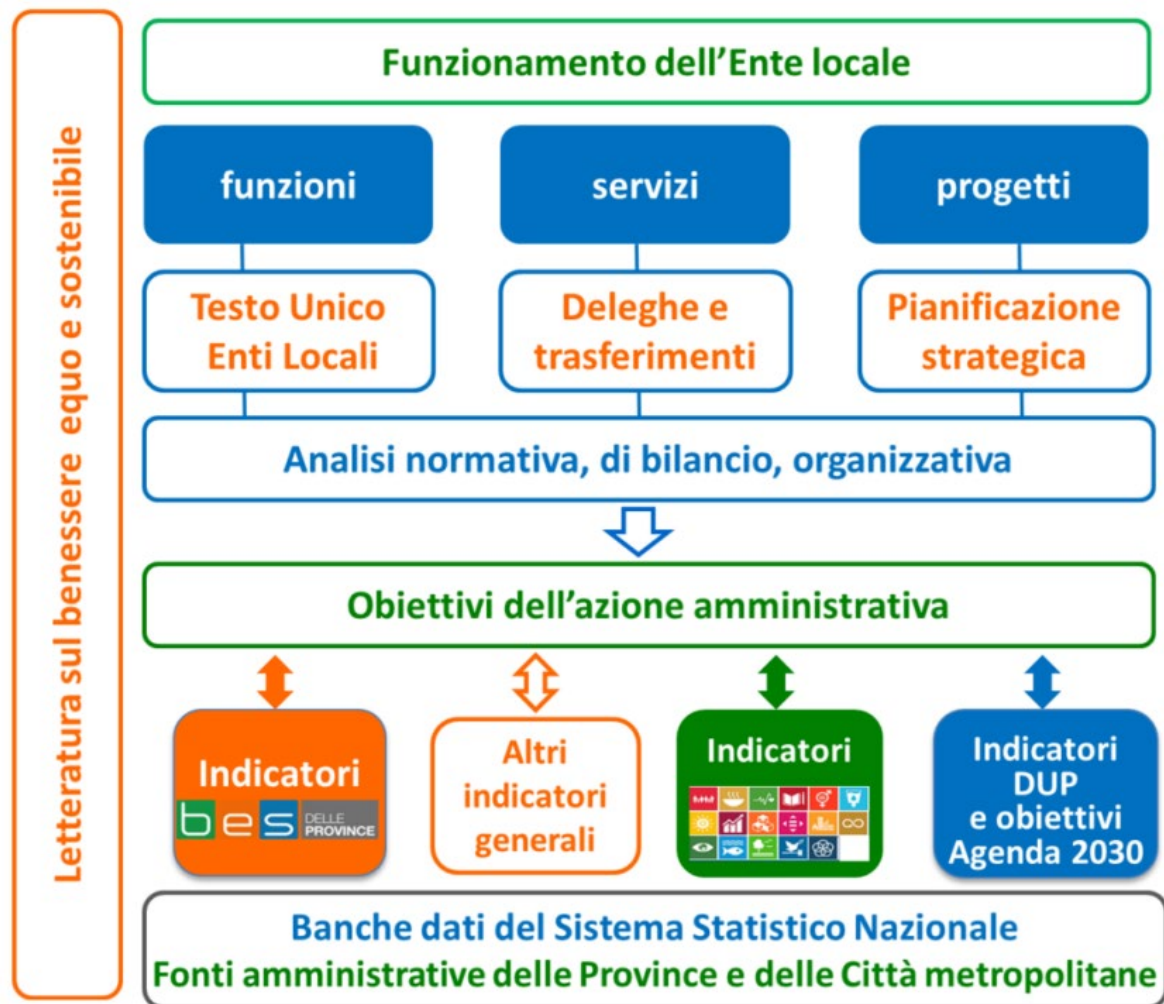 Letteratura sul benessere equo e sostenibile
Funzionamento dell'Ente locale
funzioni
servizi
progetti
Testo Unico
Enti Locali
Deleghe e
trasferimenti
Pianificazione
strategica
Analisi normativa, di bilancio, organizzativa
Obiettivi dell'azione amministrativa
Indicatori
bes DELLE
PROVINCE
Altri
indicatori
generali
Indicatori
Indicatori
DUP
e obiettivi
Agenda 2030
Banche dati del Sistema Statistico Nazionale
Fonti amministrative delle Province e delle Città metropolitane